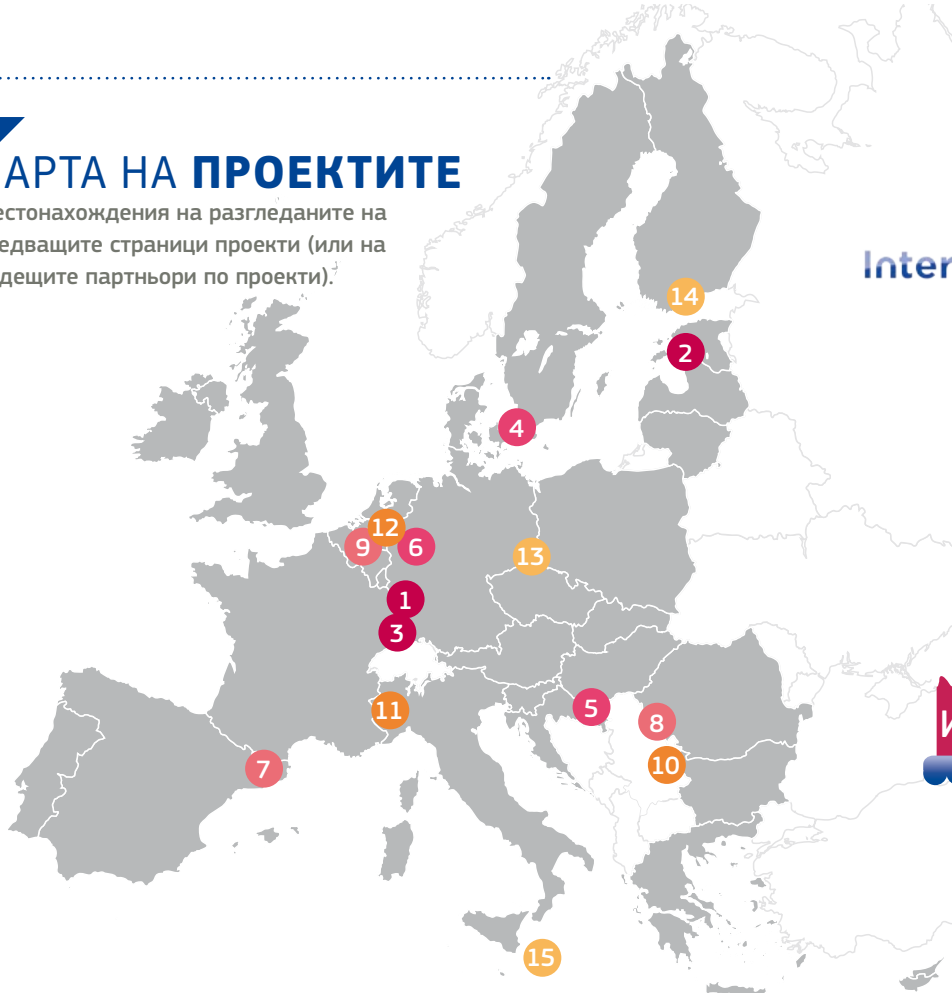 АРТА НА ПРОЕКТИТЕ
естонахождения на разгледаните на
едващите страници проекти (или на
дещите партньори по проекти).
Inter
14
2
4
12
9
6
13
1
3
11
5
8
10
7
И
15